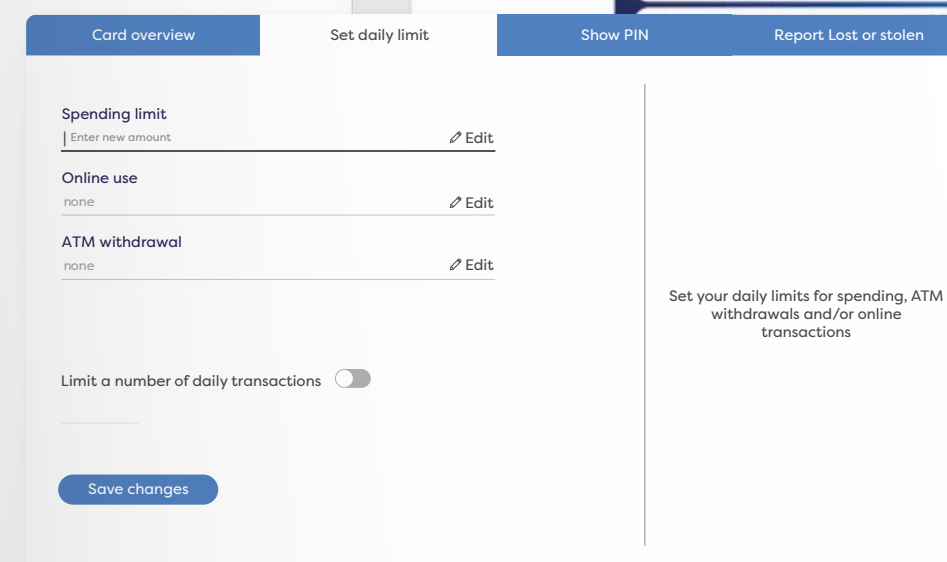 Card overview
Set daily limit
Show PIN
Report Lost or stolen
Spending limit
Enter new amount
Edit
Online use
none
Edit
ATM withdrawal
none
Edit
Set your daily limits for spending, ATM
withdrawals and/or online
transactions
Limit a number of daily transactions
Save changes